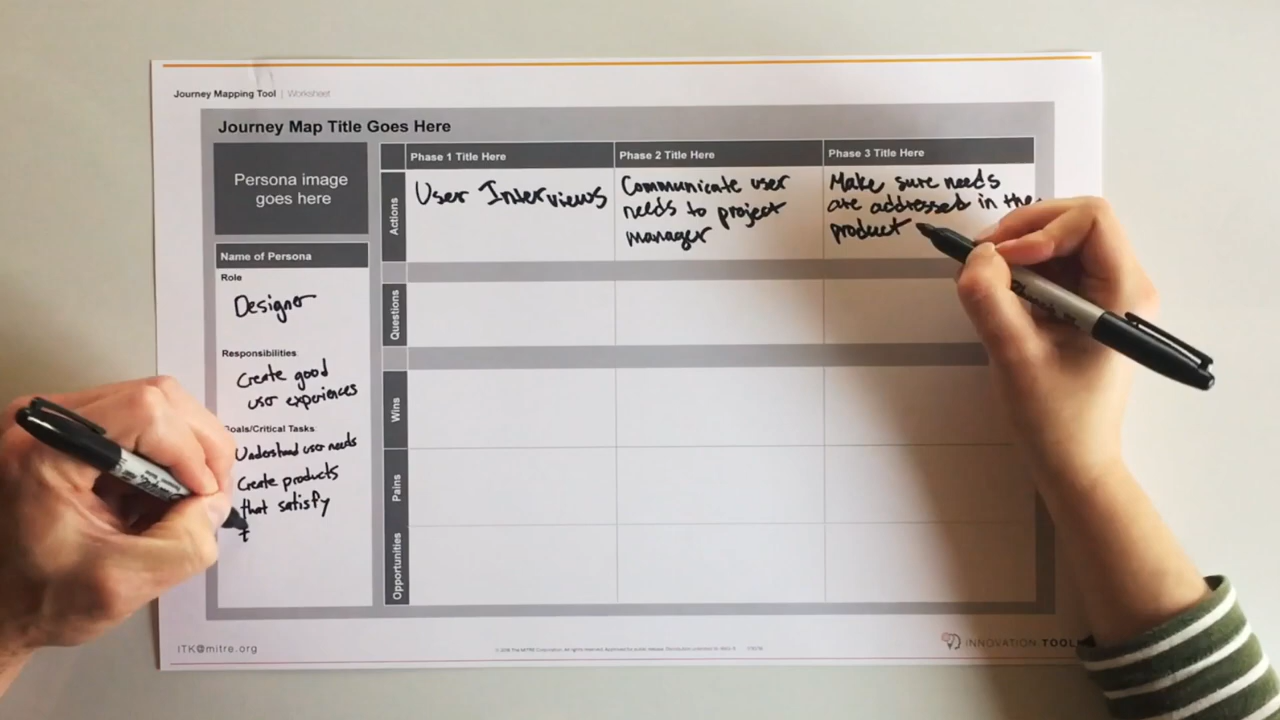 Journey Mapping Tool | Worksheet
Journey Map Title Goes Here
Persona image
goes here
Name of Persona
Role
Designer
Responsibilities:
Create good
user experiences
Goals/Critical Tasks:
Understand user needs
Create products
that satisfy
t
Phase 1 Title Here
Phase 2 Title Here
Phase 3 Title Here
Actions
User Interviews
Communicate user
needs to project
manager
Make sure needs
are addressed in the
product
Questions
Wins
Pains
Opportunities
ITK@mitre.org
INNOVATION TOOL